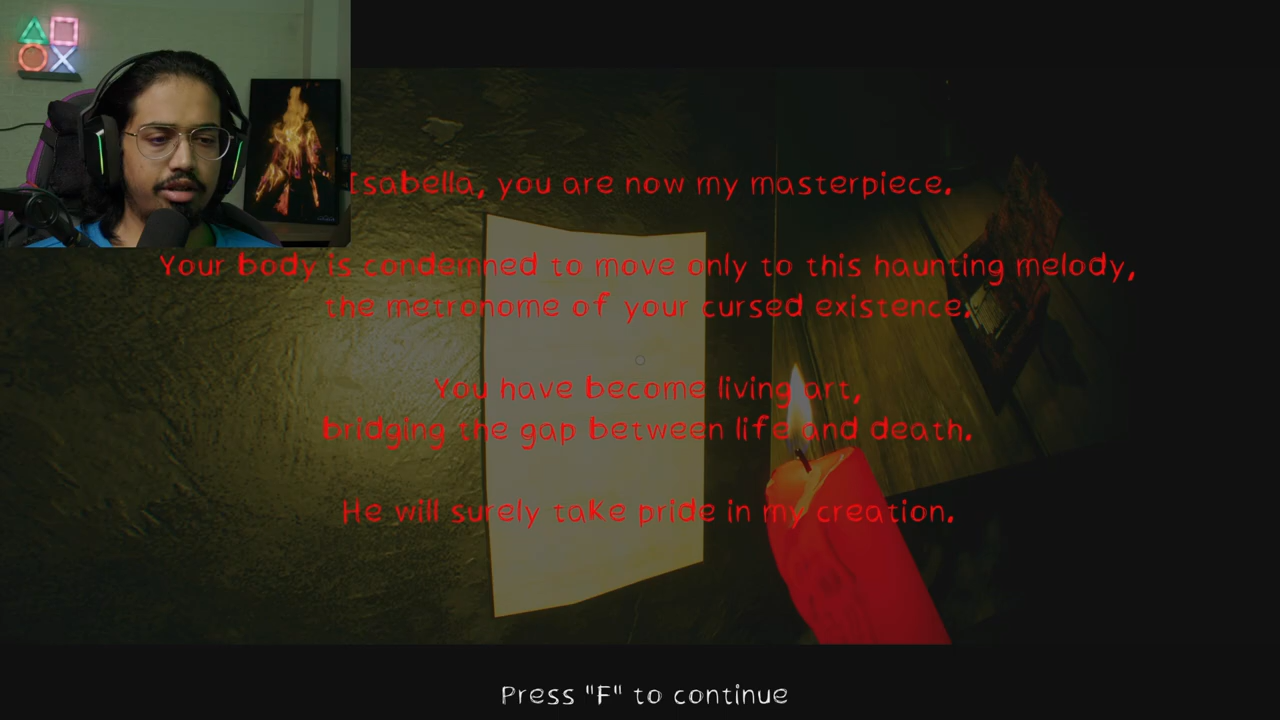 Isabella, you are now my masterpiece.
Your body is condemned to move only to this haunting melody,
the metronome of your cursed existence.
You have become living art,
bridging the gap between life and death.
He will surely take pride in my creation.
Press "F" to continue